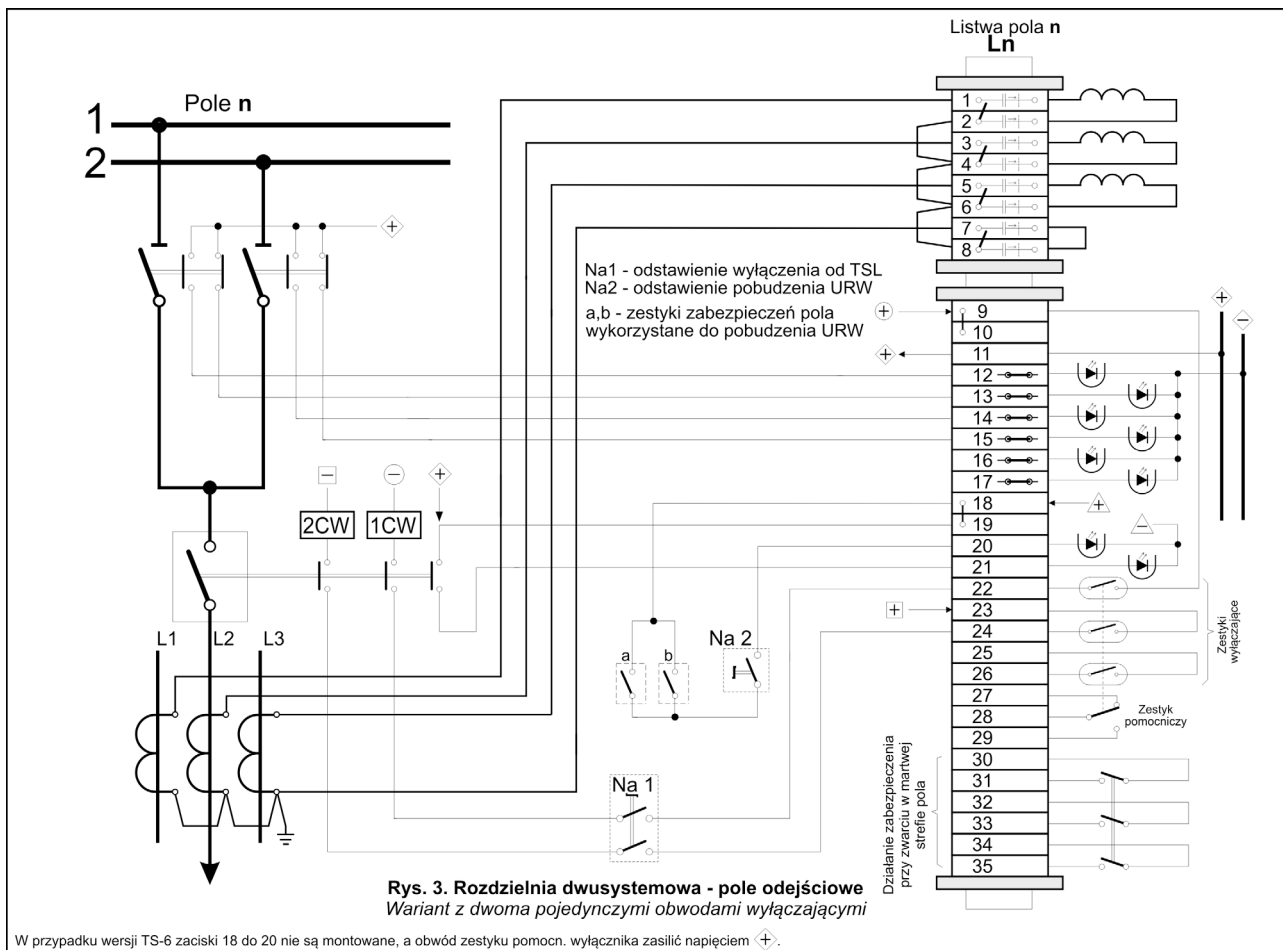 Listwa pola n
Ln
Pole n
1
2
1
2
3
4
5
6
7
8
Na1 - odstawienie wyłączenia od TSL
Na2 - odstawienie pobudzenia URW
a,b - zestyki zabezpieczeń pola
wykorzystane do pobudzenia URW
+
+
+
+
-
9
10
11
12
13
14
15
16
17
18
19
20
21
22
23
24
25
26
27
28
29
30
31
32
33
34
35
-
-
+
2CW
1CW
+
-
+
L1
L2
L3
a
b
Na 2
Na 1
Zestyki
wyłączające
Zestyk
pomocniczy
Działanie zabezpieczenia
przy zwarciu w martwej
strefie pola
Rys. 3. Rozdzielnia dwusystemowa - pole odejściowe
Wariant z dwoma pojedynczymi obwodami wyłączającymi
W przypadku wersji TS-6 zaciski 18 do 20 nie są montowane, a obwód zestyku pomocn. wyłącznika zasilić napięciem + .